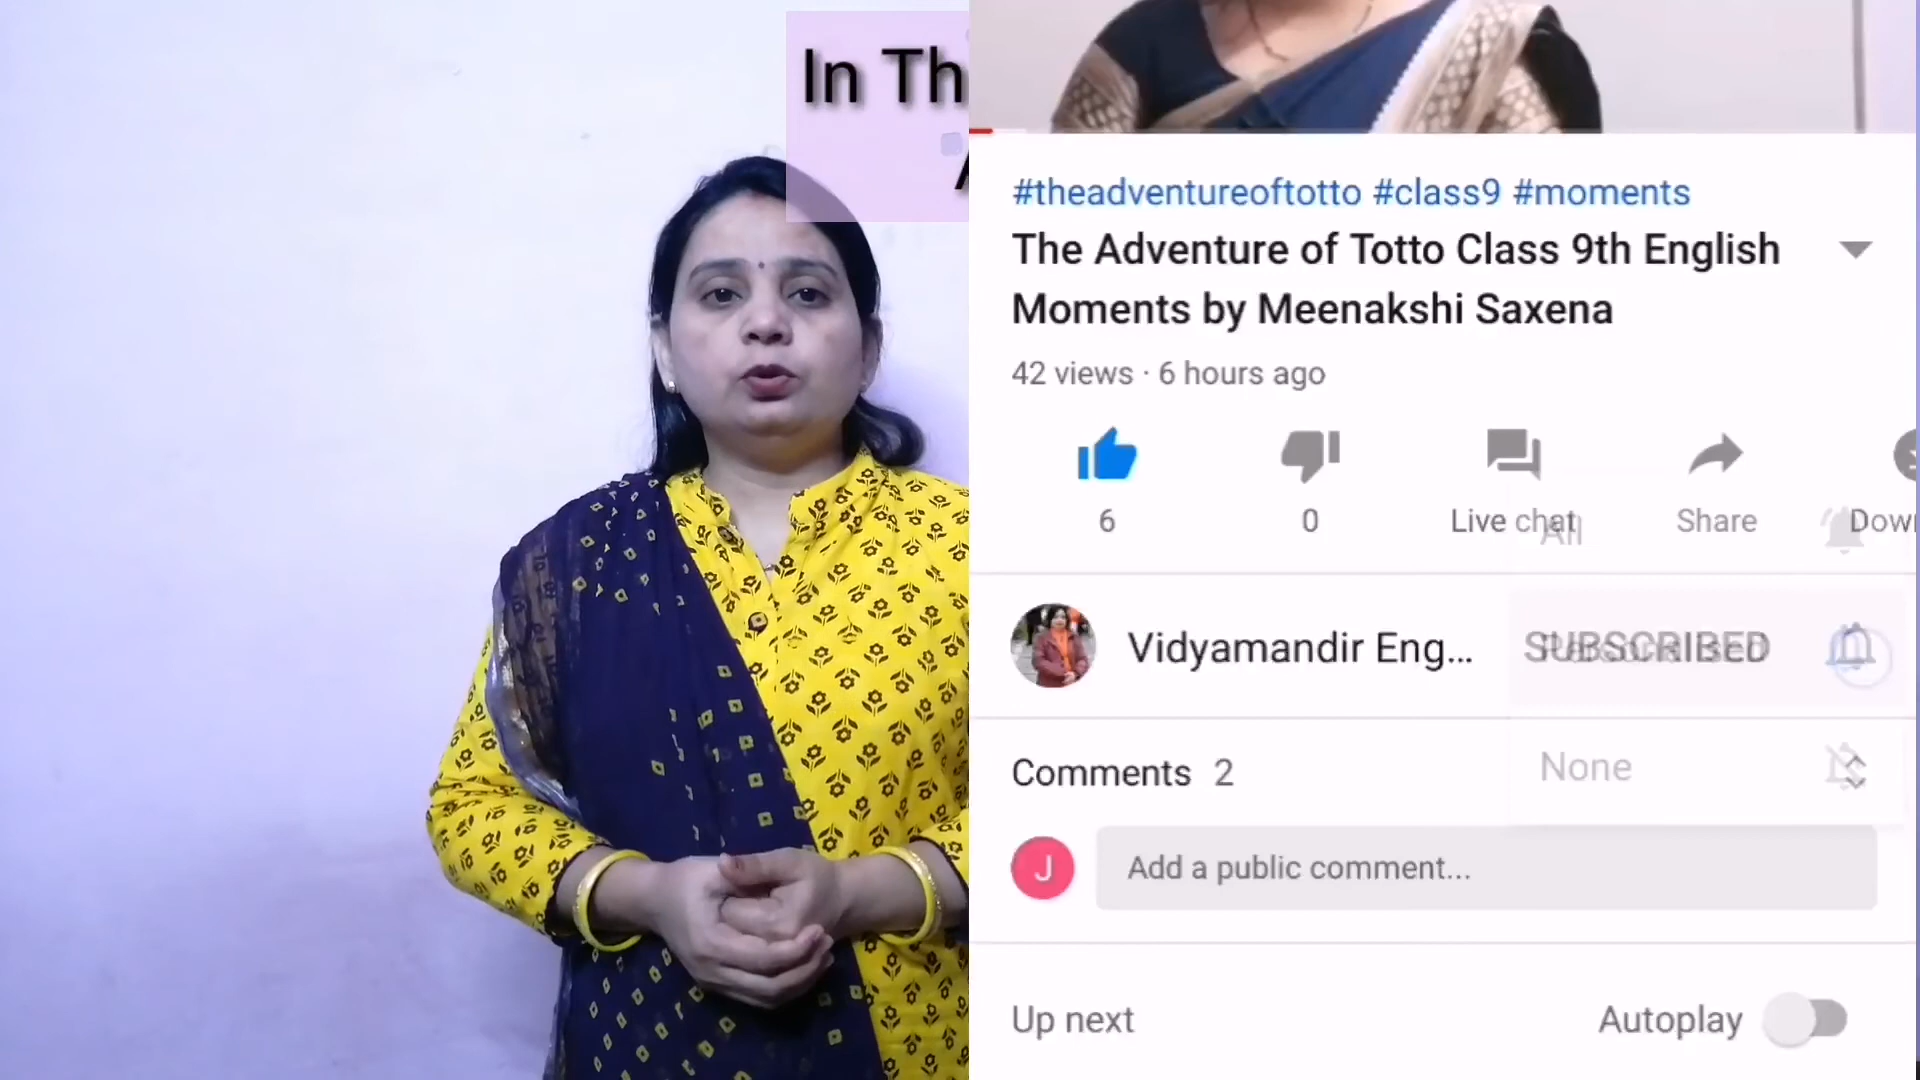 In Th
#theadventureoftotto #class9 #moments
The Adventure of Totto Class 9th English
Moments by Meenakshi Saxena
42 views · 6 hours ago
6
0
Live chat
Share
Dow
All
Vidyamandir Eng...
SUBSCRIBED
None
Comments 2
J
Add a public comment...
Up next
Autoplay